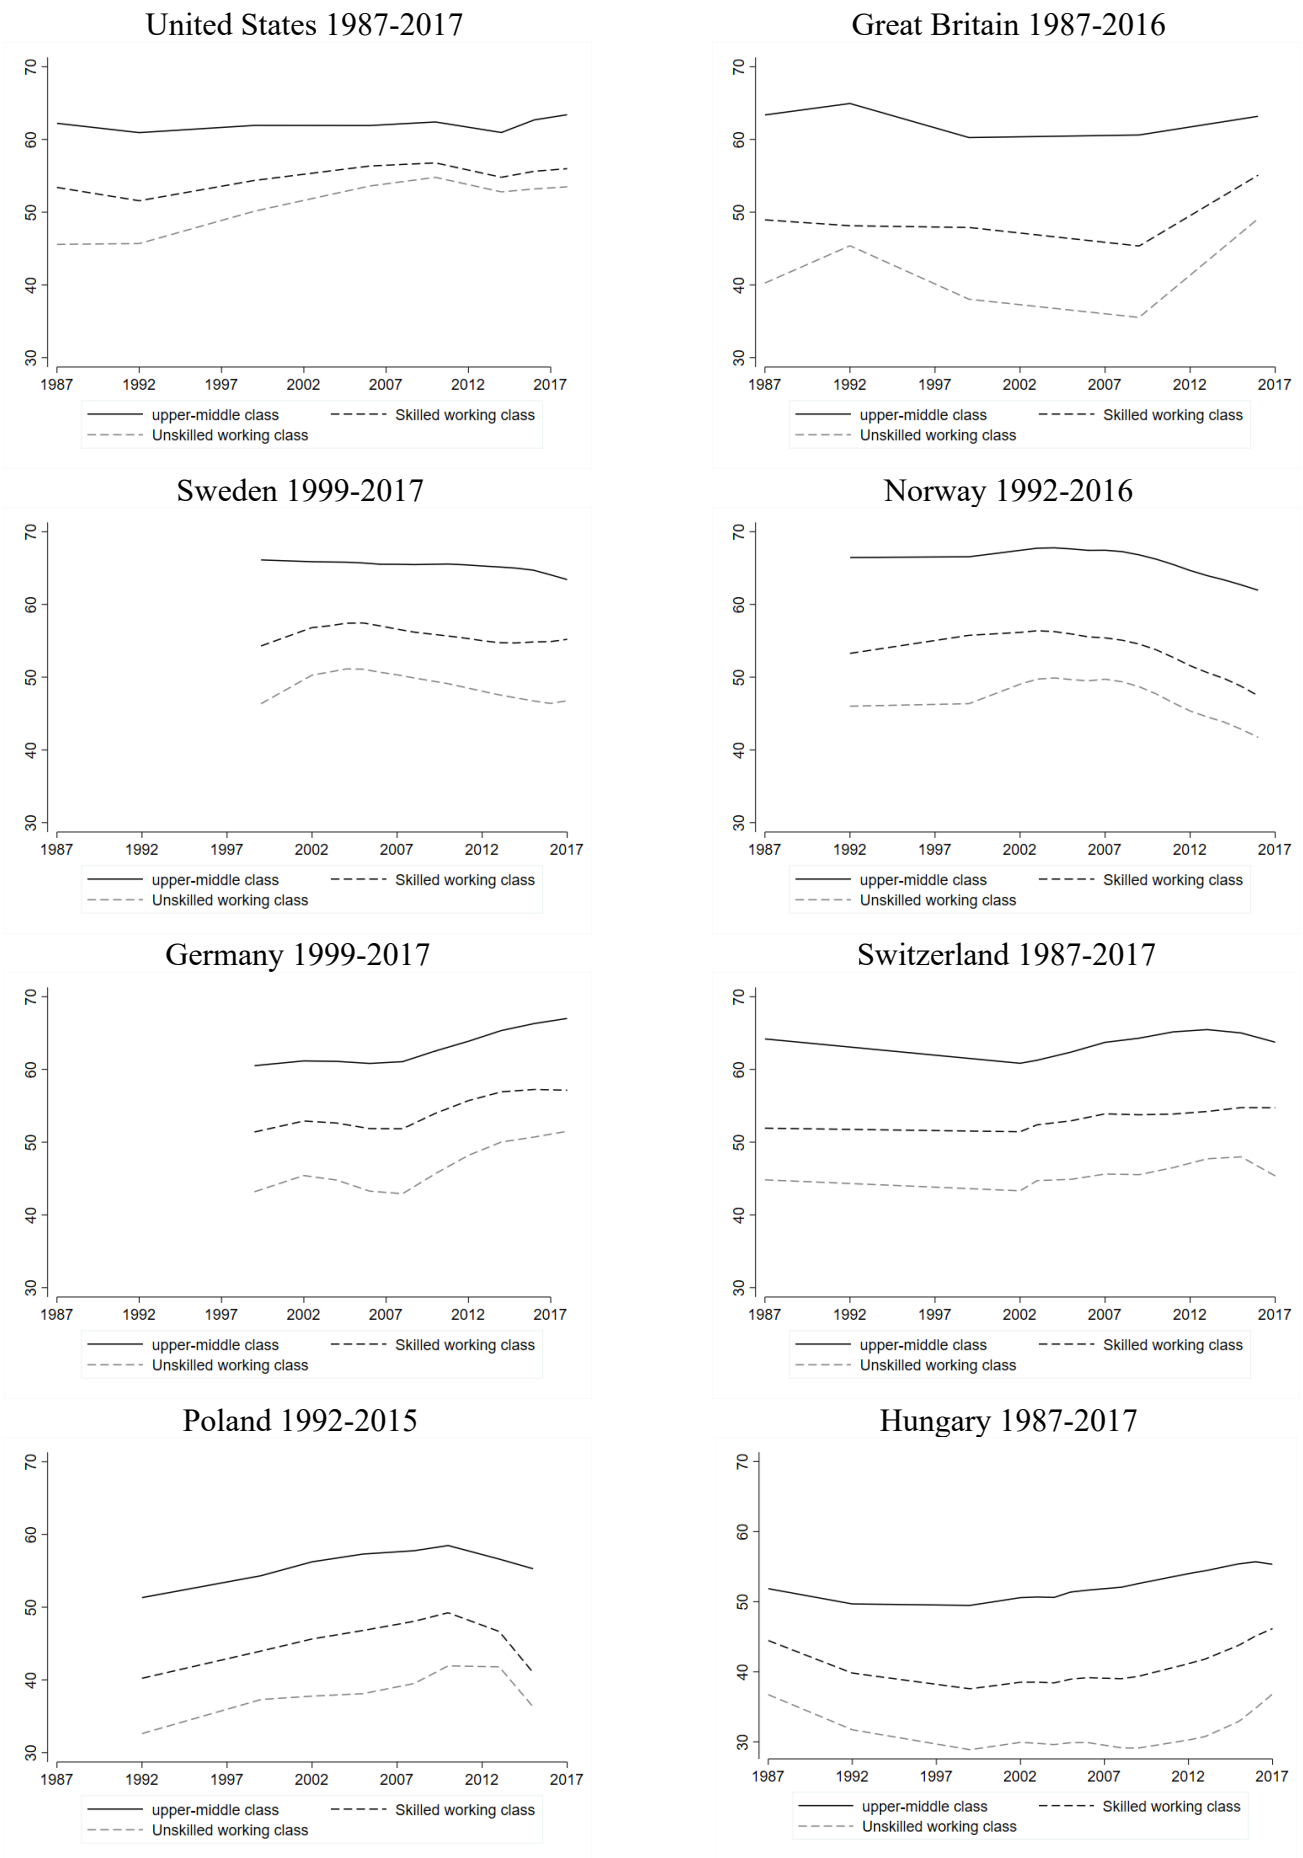 United States 1987-2017
70
60
50
40
30
1987 1992 1997 2002 2007 2012 2017
upper-middle class Skilled working class
Unskilled working class
Great Britain 1987-2016
70
60
50
40
30
1987 1992 1997 2002 2007 2012 2017
upper-middle class Skilled working class
Unskilled working class
Sweden 1999-2017
70
60
50
40
30
1987 1992 1997 2002 2007 2012 2017
upper-middle class Skilled working class
Unskilled working class
Norway 1992-2016
70
60
50
40
30
1987 1992 1997 2002 2007 2012 2017
upper-middle class Skilled working class
Unskilled working class
Germany 1999-2017
70
60
50
40
30
1987 1992 1997 2002 2007 2012 2017
upper-middle class Skilled working class
Unskilled working class
Switzerland 1987-2017
70
60
50
40
30
1987 1992 1997 2002 2007 2012 2017
upper-middle class Skilled working class
Unskilled working class
Poland 1992-2015
70
60
50
40
30
1987 1992 1997 2002 2007 2012 2017
upper-middle class Skilled working class
Unskilled working class
Hungary 1987-2017
70
60
50
40
30
1987 1992 1997 2002 2007 2012 2017
upper-middle class Skilled working class
Unskilled working class